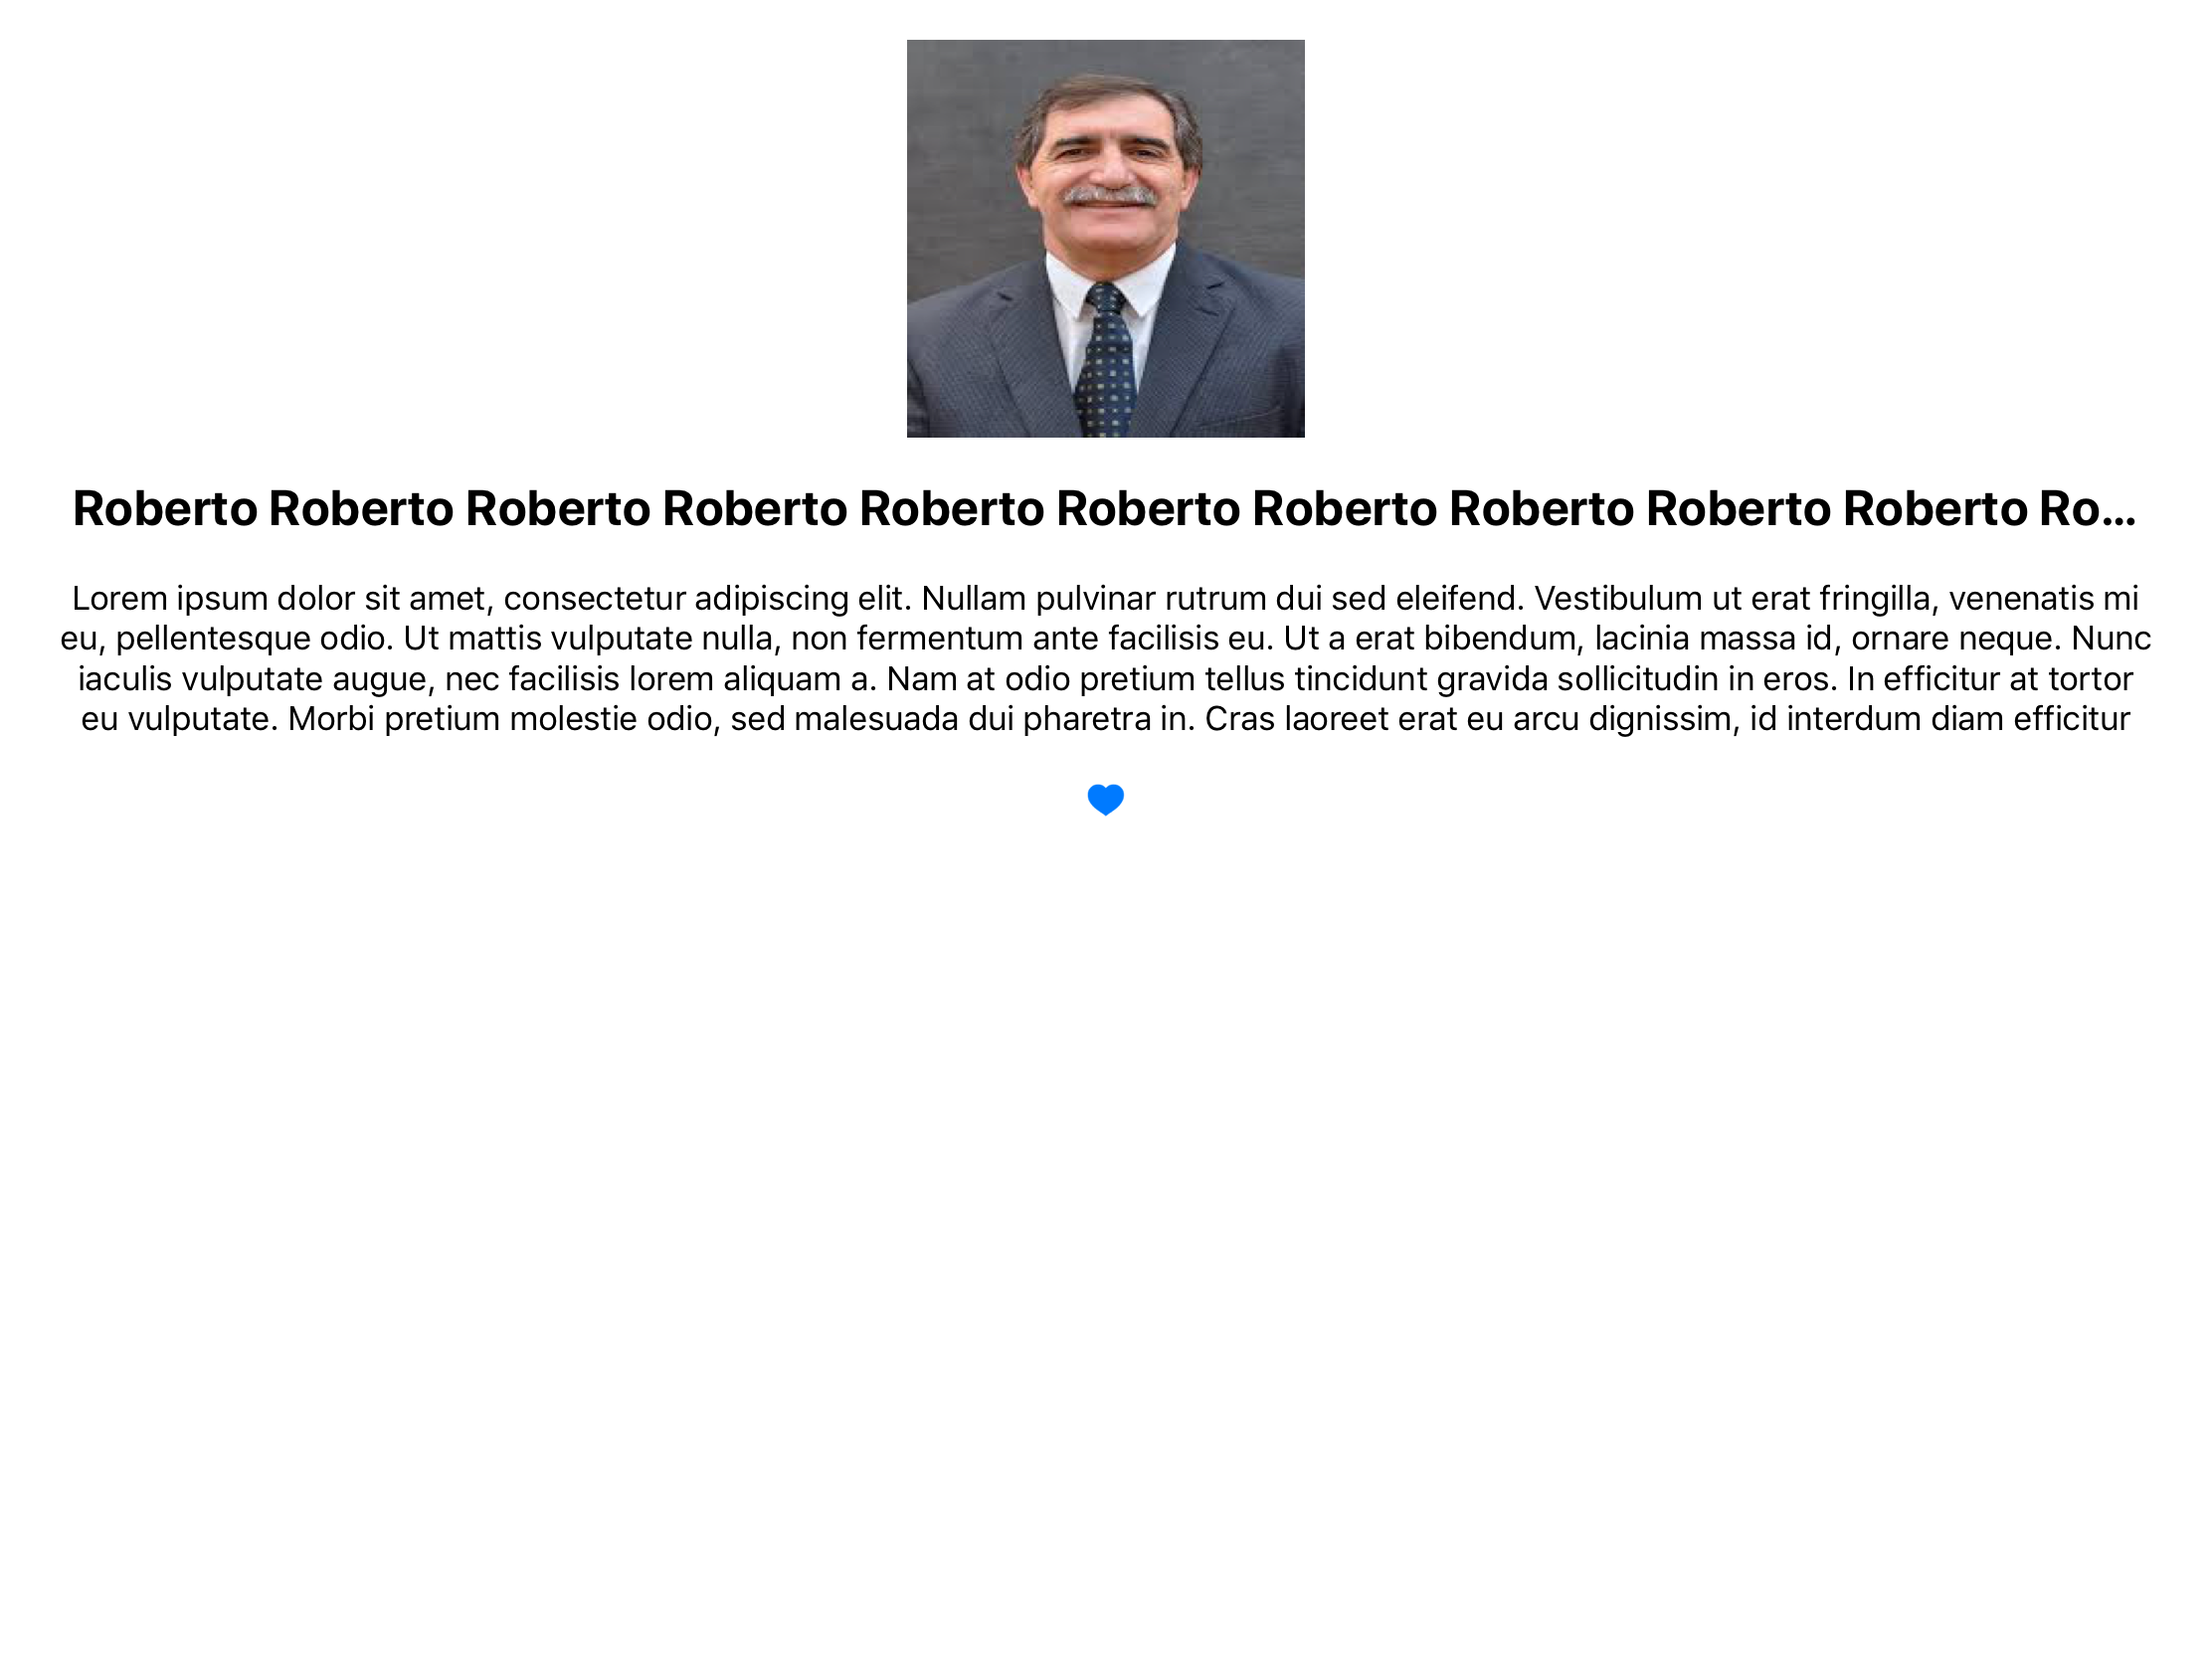 Roberto Roberto Roberto Roberto Roberto Roberto Roberto Roberto Roberto Roberto Ro…
Lorem ipsum dolor sit amet, consectetur adipiscing elit. Nullam pulvinar rutrum dui sed eleifend. Vestibulum ut erat fringilla, venenatis mi
eu, pellentesque odio. Ut mattis vulputate nulla, non fermentum ante facilisis eu. Ut a erat bibendum, lacinia massa id, ornare neque. Nunc
iaculis vulputate augue, nec facilisis lorem aliquam a. Nam at odio pretium tellus tincidunt gravida sollicitudin in eros. In efficitur at tortor
eu vulputate. Morbi pretium molestie odio, sed malesuada dui pharetra in. Cras laoreet erat eu arcu dignissim, id interdum diam efficitur